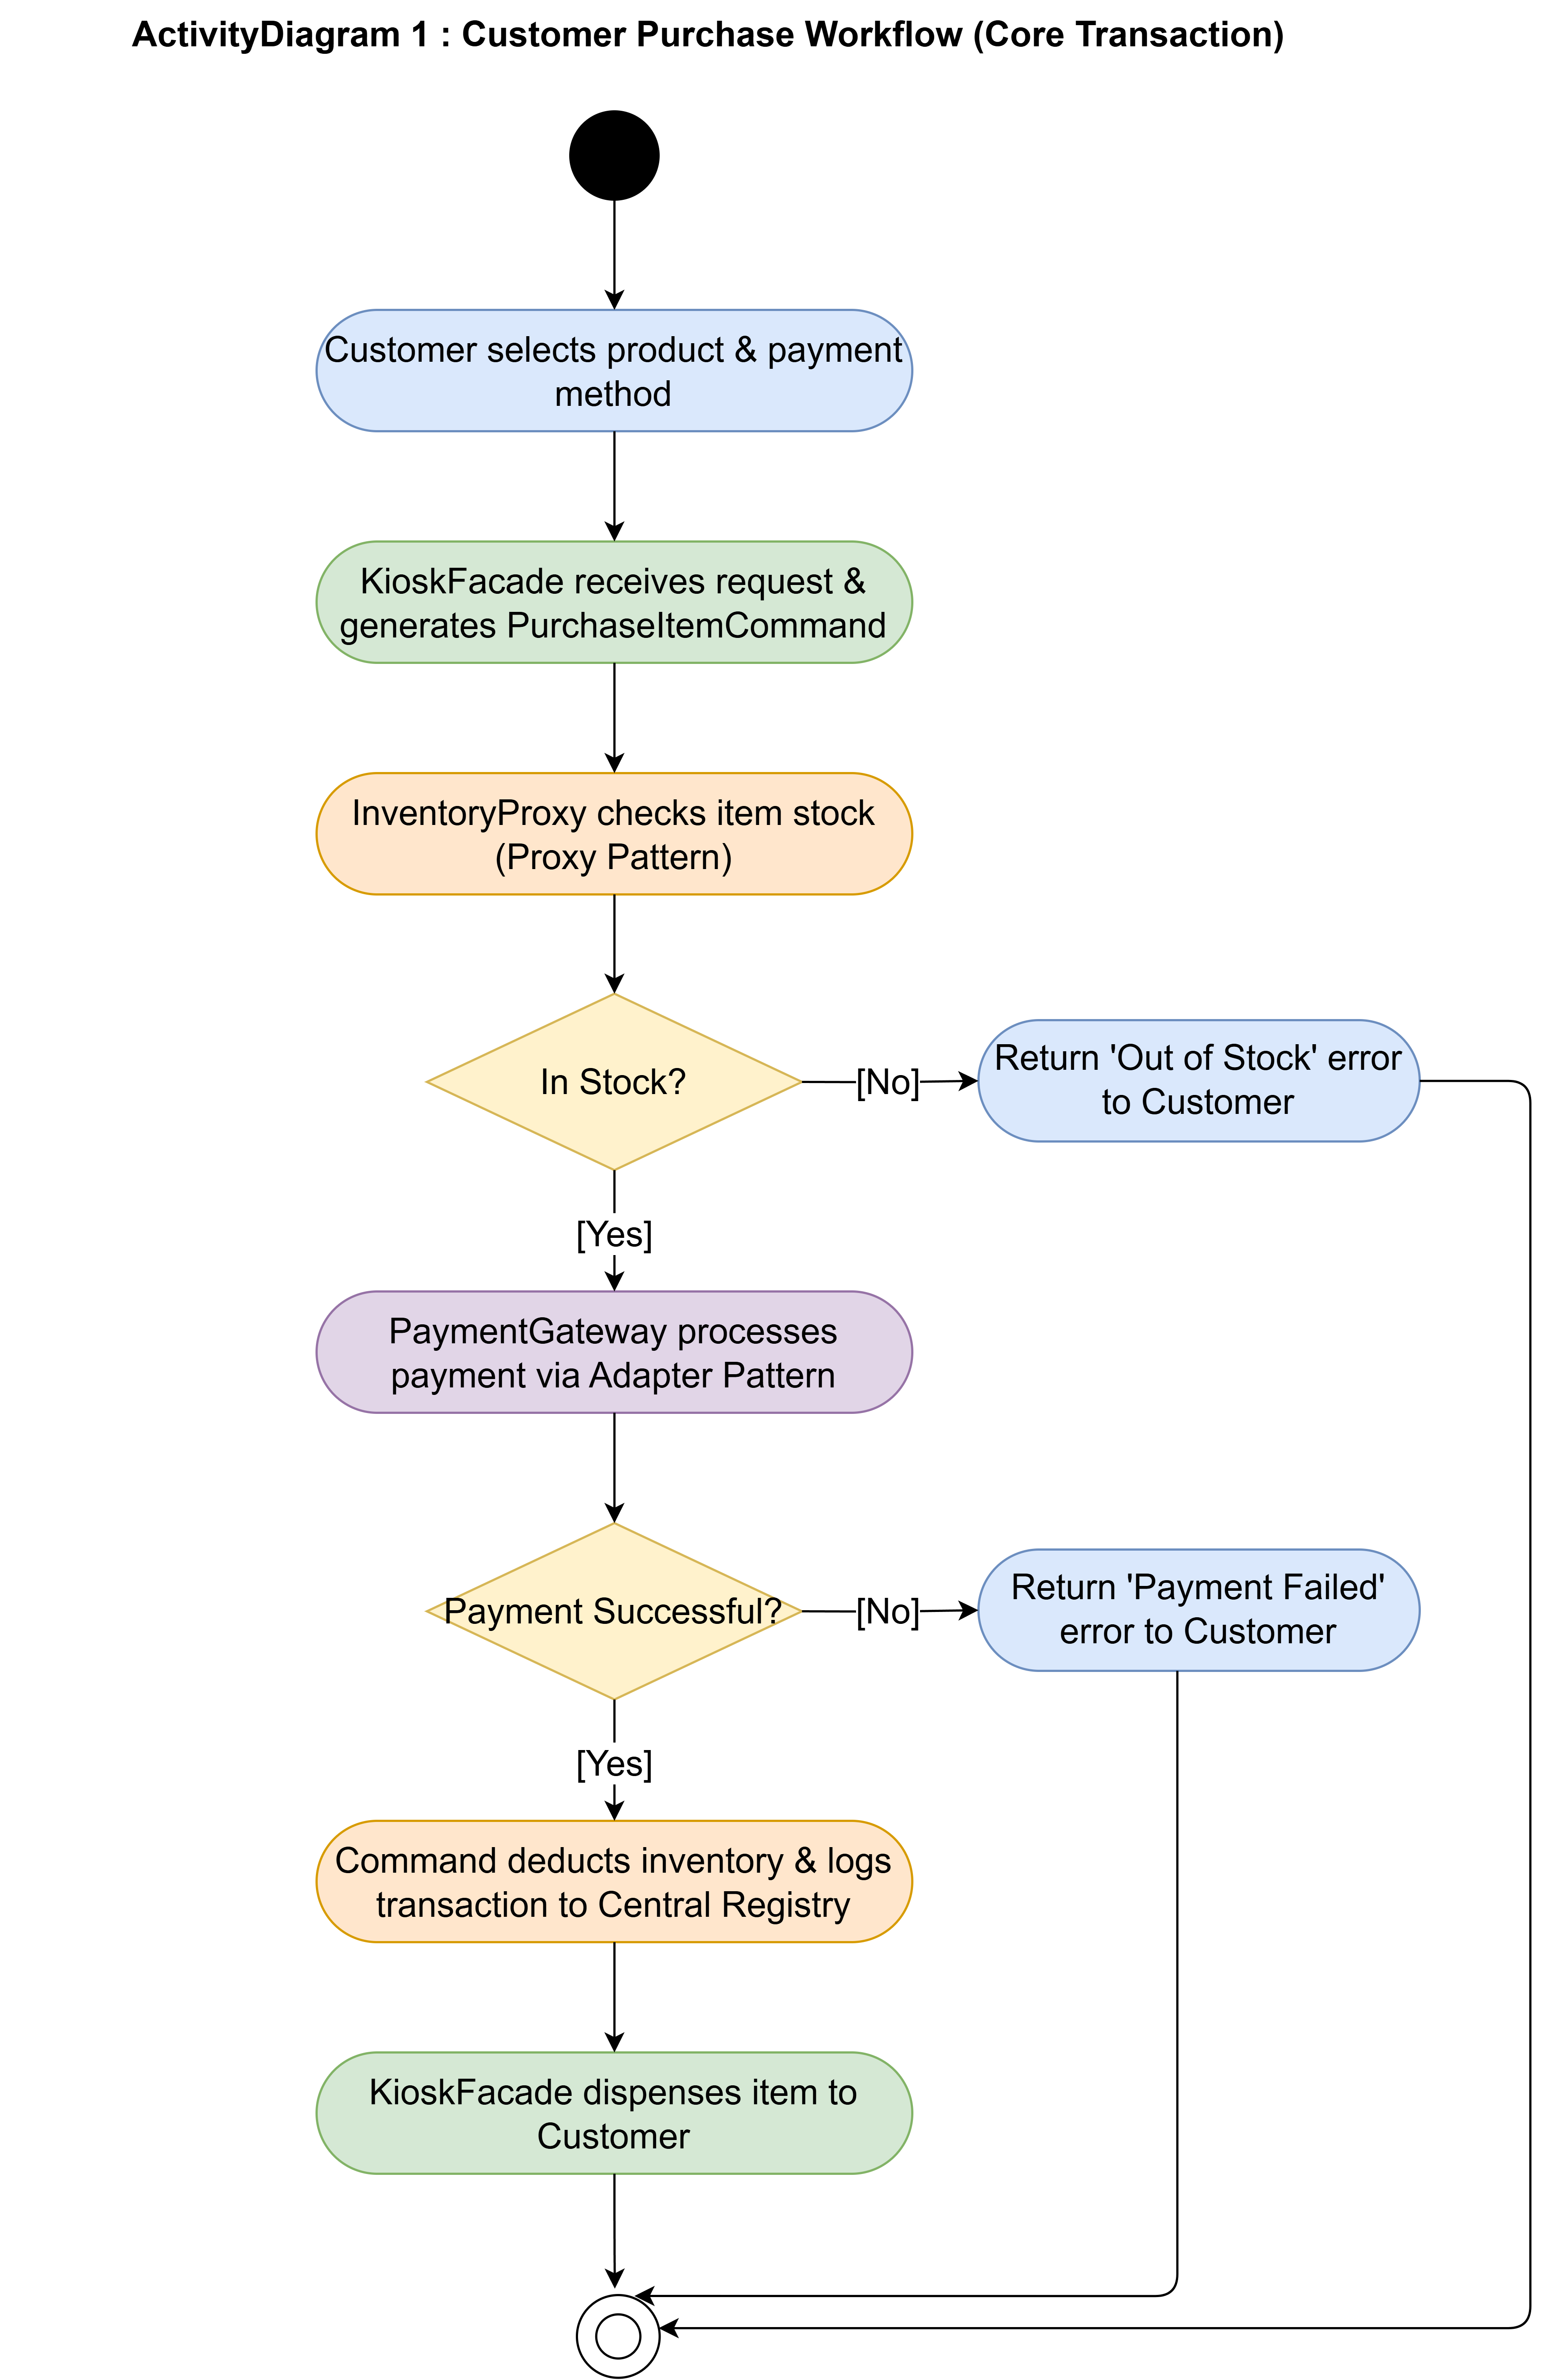 ActivityDiagram 1 : Customer Purchase Workflow (Core Transaction)
Customer selects product & payment
method
KioskFacade receives request &
generates PurchaseItemCommand
InventoryProxy checks item stock
(Proxy Pattern)
In Stock?
[No]
Return 'Out of Stock' error
to Customer
[Yes]
PaymentGateway processes
payment via Adapter Pattern
Payment Successful?
[No]
Return 'Payment Failed'
error to Customer
[Yes]
Command deducts inventory & logs
transaction to Central Registry
KioskFacade dispenses item to
Customer